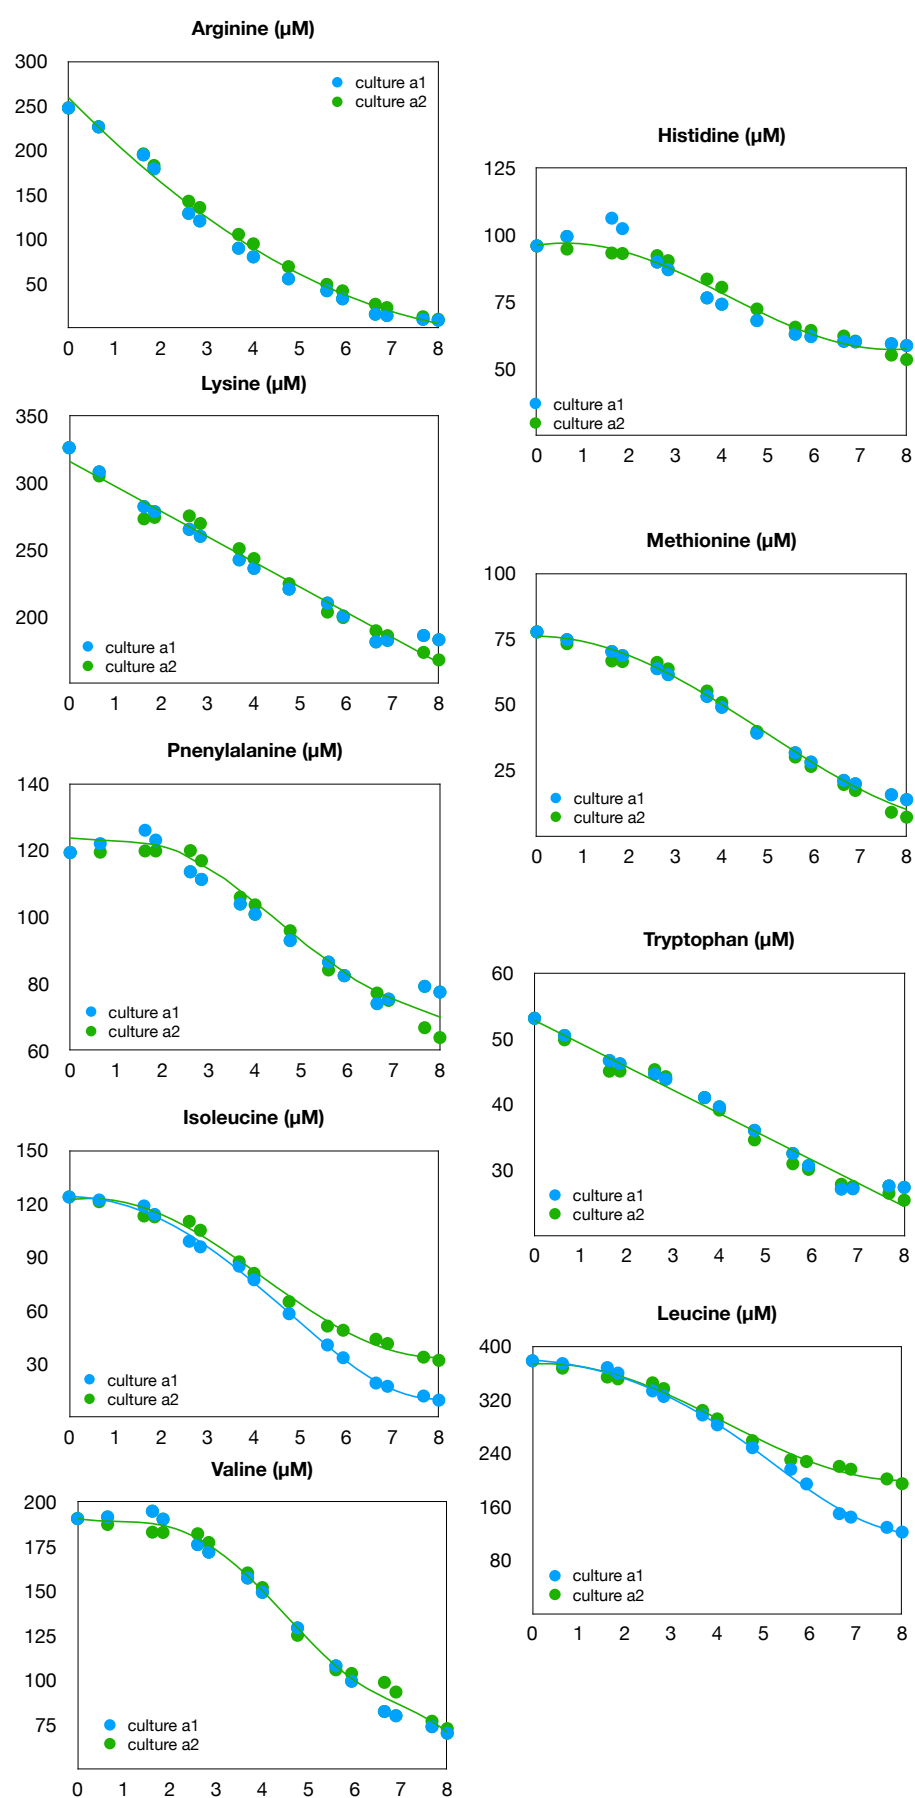 Arginine (µM)
300
250
200
150
100
50
culture a1
culture a2
0 1 2 3 4 5 6 7 8
Lysine (µM)
350
300
250
200
culture a1
culture a2
0 1 2 3 4 5 6 7 8
Pnenylalanine (µM)
140
120
100
80
60
culture a1
culture a2
0 1 2 3 4 5 6 7 8
Isoleucine (µM)
150
120
90
60
30
culture a1
culture a2
0 1 2 3 4 5 6 7 8
Valine (µM)
200
175
150
125
100
75
culture a1
culture a2
0 1 2 3 4 5 6 7 8
Histidine (µM)
125
100
75
50
culture a1
culture a2
0 1 2 3 4 5 6 7 8
Methionine (µM)
100
75
50
25
culture a1
culture a2
0 1 2 3 4 5 6 7 8
Tryptophan (µM)
60
50
40
30
culture a1
culture a2
0 1 2 3 4 5 6 7 8
Leucine (µM)
400
320
240
160
80
culture a1
culture a2
0 1 2 3 4 5 6 7 8